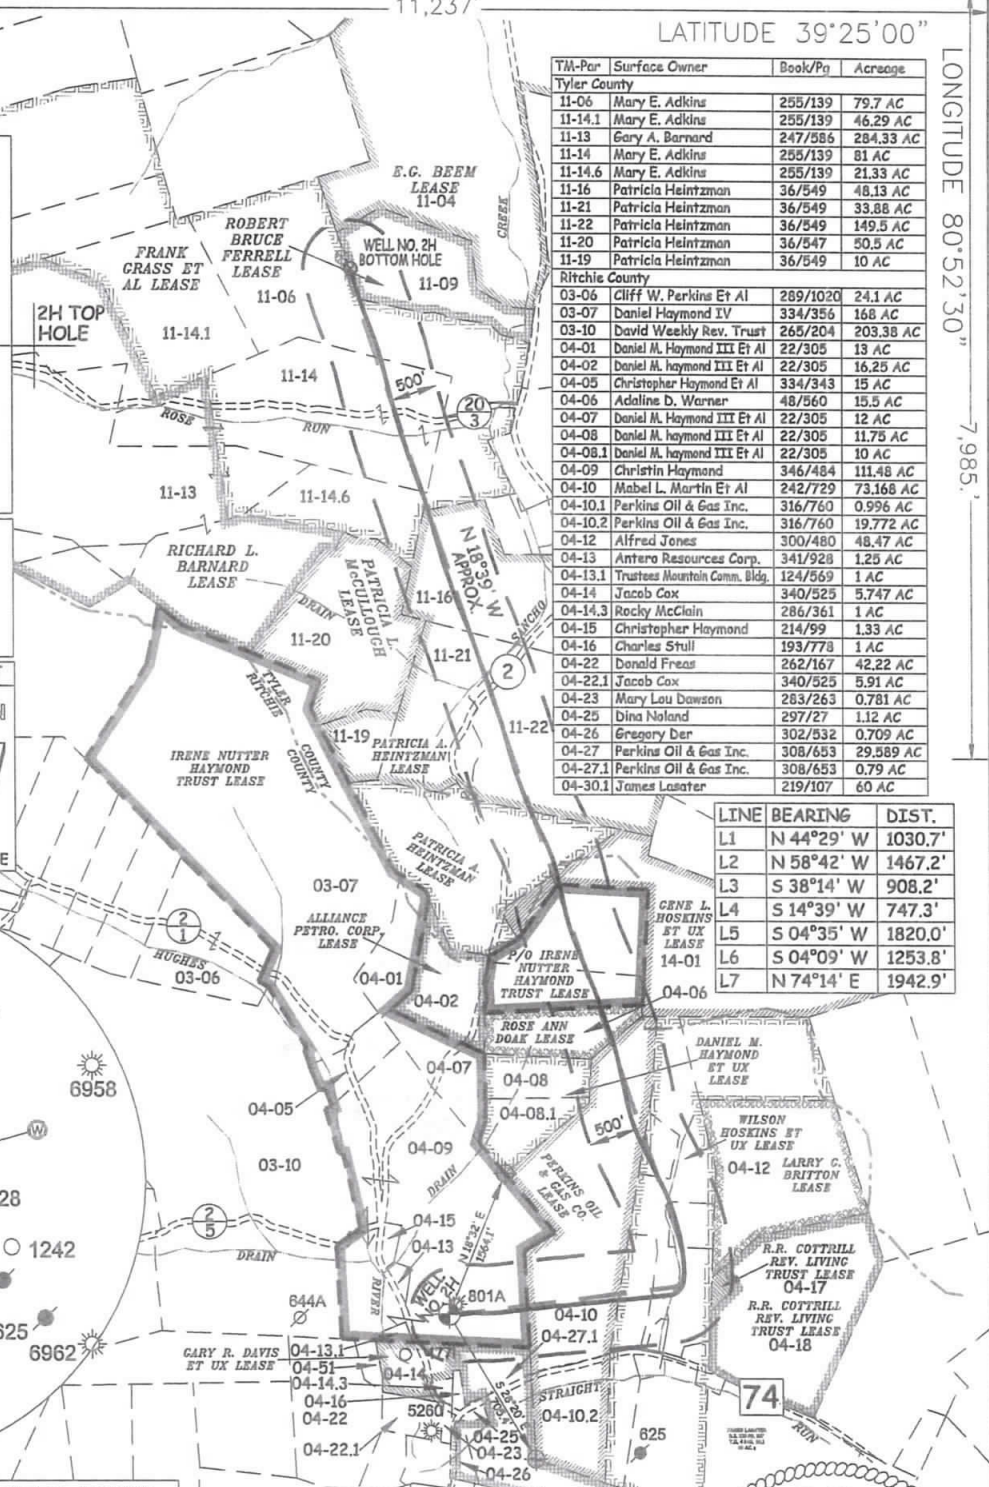 11,237
LATITUDE 39°25'00"
LONGITUDE 80°52'30"
7,985.'
TM-Par Surface Owner Book/Pg Acreage
Tyler County
11-06 Mary E. Adkins 255/139 79.7 AC
11-14.1 Mary E. Adkins 255/139 46.29 AC
11-13 Gary A. Barnard 247/586 284.33 AC
11-14 Mary E. Adkins 255/139 81 AC
11-14.6 Mary E. Adkins 255/139 21.33 AC
11-16 Patricia Heintzman 36/549 48.13 AC
11-21 Patricia Heintzman 36/549 33.88 AC
11-22 Patricia Heintzman 36/549 149.5 AC
11-20 Patricia Heintzman 36/547 50.5 AC
11-19 Patricia Heintzman 36/549 10 AC
Ritchie County
03-06 Cliff W. Perkins Et Al 289/1020 24.1 AC
03-07 Daniel Haymond IV 334/356 168 AC
03-10 David Weekly Rev. Trust 265/204 203.38 AC
04-01 Daniel M. Haymond III Et Al 22/305 13 AC
04-02 Daniel M. haymond III Et Al 22/305 16.25 AC
04-05 Christopher Haymond Et Al 334/343 15 AC
04-06 Adaline D. Warner 48/560 15.5 AC
04-07 Daniel M. Haymond III Et Al 22/305 12 AC
04-08 Daniel M. haymond III Et Al 22/305 11.75 AC
04-08.1 Daniel M. haymond III Et Al 22/305 10 AC
04-09 Christin Haymond 346/484 111.48 AC
04-10 Mabel L. Martin Et Al 242/729 73.168 AC
04-10.1 Perkins Oil & Gas Inc. 316/760 0.996 AC
04-10.2 Perkins Oil & Gas Inc. 316/760 19.772 AC
04-12 Alfred Jones 300/480 48.47 AC
04-13 Antero Resources Corp. 341/928 1.25 AC
04-13.1 Trustees Mountain Comm. Bldg. 124/569 1 AC
04-14 Jacob Cox 340/525 5.747 AC
04-14.3 Rocky McClain 286/361 1 AC
04-15 Christopher Haymond 214/99 1.33 AC
04-16 Charles Stull 193/778 1 AC
04-22 Donald Freas 262/167 42.22 AC
04-22.1 Jacob Cox 340/525 5.91 AC
04-23 Mary Lou Dawson 283/263 0.781 AC
04-25 Dina Noland 297/27 1.12 AC
04-26 Gregory Der 302/532 0.709 AC
04-27 Perkins Oil & Gas Inc. 308/653 29.589 AC
04-27.1 Perkins Oil & Gas Inc. 308/653 0.79 AC
04-30.1 James Lasater 219/107 60 AC
LINE BEARING DIST.
L1 N 44°29' W 1030.7'
L2 N 58°42' W 1467.2'
L3 S 38°14' W 908.2'
L4 S 14°39' W 747.3'
L5 S 04°35' W 1820.0'
L6 S 04°09' W 1253.8'
L7 N 74°14' E 1942.9'
E.G. BEEM
LEASE
11-04
CREEK
ROBERT
BRUCE
FERRELL
LEASE
11-06
WELL NO. 2H
BOTTOM HOLE
11-09
FRANK
GRASS ET
AL LEASE
11-14.1
2H TOP
HOLE
11-14
500'
20
3
ROSE
RUN
11-13
11-14.6
RICHARD L.
BARNARD
LEASE
PATRICIA L.
McCULLOUGH
LEASE
N 18°39' W
APPROX.
11-16
DRAIN
11-20
SANCHO
11-21
2
11-22
TYLER
RITCHIE
COUNTY
COUNTY
11-19
PATRICIA A.
HEINTZMAN
LEASE
IRENE NUTTER
HAYMOND
TRUST LEASE
PATRICIA A.
HEINTZMAN
LEASE
03-07
ALLIANCE
PETRO. CORP.
LEASE
2
1
HUGHES
03-06
04-01
04-02
P/O IRENE
NUTTER
HAYMOND
TRUST LEASE
GENE L.
HOSKINS
ET UX
LEASE
14-01
04-06
ROSE ANN
DOAK LEASE
DANIEL M.
HAYMOND
ET UX
LEASE
04-07
04-08
04-08.1
6958
W
04-05
04-09
500'
WILSON
HOSKINS ET
UX LEASE
04-12
LARRY G.
BRITTON
LEASE
03-10
DRAIN
PERKINS OIL
& GAS CO.
LEASE
28
2
5
DRAIN
04-15
04-13
N 18°32' E
1564.1'
1242
R.R. COTTRILL
REV. LIVING
TRUST LEASE
04-17
R.R. COTTRILL
REV. LIVING
TRUST LEASE
04-18
RIVER
WELL
NO. 2H
801A
644A
625
6962
04-10
04-27.1
GARY R. DAVIS
ET UX LEASE
04-13.1
04-51
04-14
04-14.3
04-16
04-22
5260
04-22.1
S 26°20' E
STRAIGHT
04-10.2
74
RUN
04-25
04-23
04-26
625